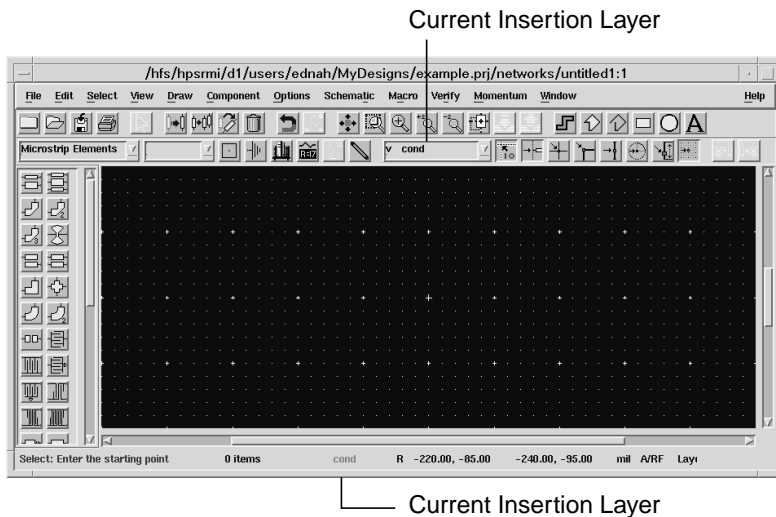 Current Insertion Layer
/hfs/hpsrmi/d1/users/ednah/MyDesigns/example.prj/networks/untitled1:1
File Edit Select View Draw Component Options Schematic Macro Verify Momentum Window Help
A
Microstrip Elements v cond
Select: Enter the starting point 0 items cond R -220.00, -85.00 -240.00, -95.00 mil A/RF
Current Insertion Layer